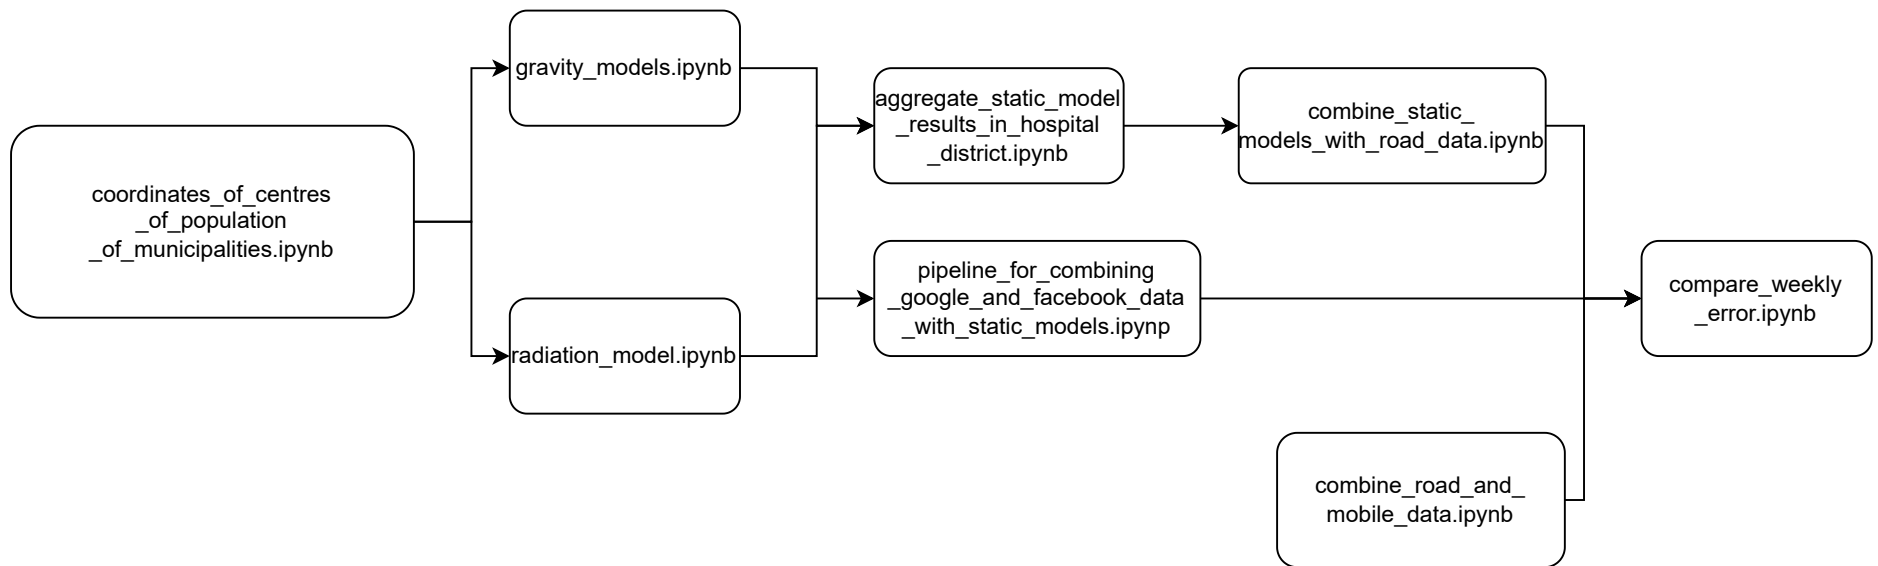 coordinates_of_centres
_of_population
_of_municipalities.ipynb
gravity_models.ipynb
radiation_model.ipynb
aggregate_static_model
_results_in_hospital
_district.ipynb
pipeline_for_combining
_google_and_facebook_data
_with_static_models.ipynp
combine_static_
models_with_road_data.ipynb
combine_road_and_
mobile_data.ipynb
compare_weekly
_error.ipynb